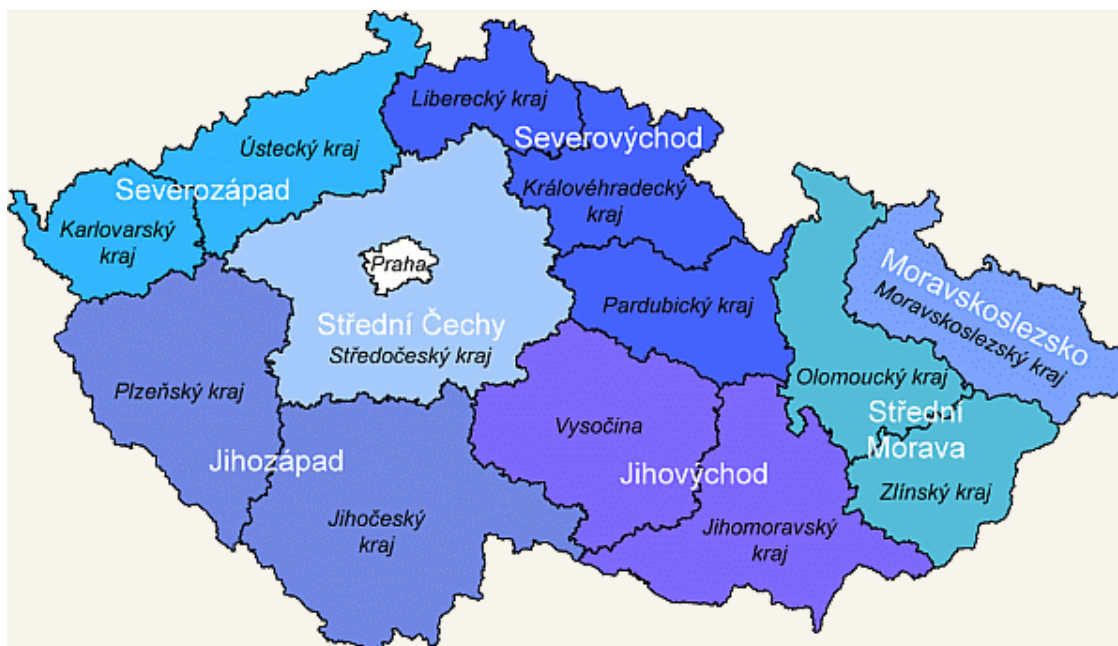 Liberecký kraj
Severovýchod
Ústecký kraj
Severozápad
Královéhradecký
kraj
Karlovarský
kraj
Praha
Moravskoslezsko
Moravskoslezský kraj
Pardubický kraj
Střední Čechy
Středočeský kraj
Olomoucký kraj
Plzeňský kraj
Střední
Morava
Vysočina
Jihozápad
Jihovýchod
Zlínský kraj
Jihočeský
kraj
Jihomoravský
kraj